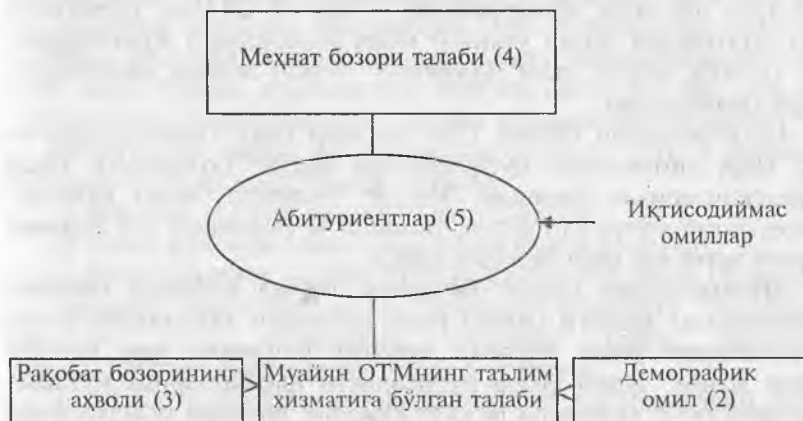 Меҳнат бозори талаби (4)
Абитуриентлар (5)
Иқтисодиймас
омиллар
Рақобат бозорининг
аҳволи (3)
Муайян ОТМнинг таълим
хизматига бўлган талаби
Демографик
омил (2)